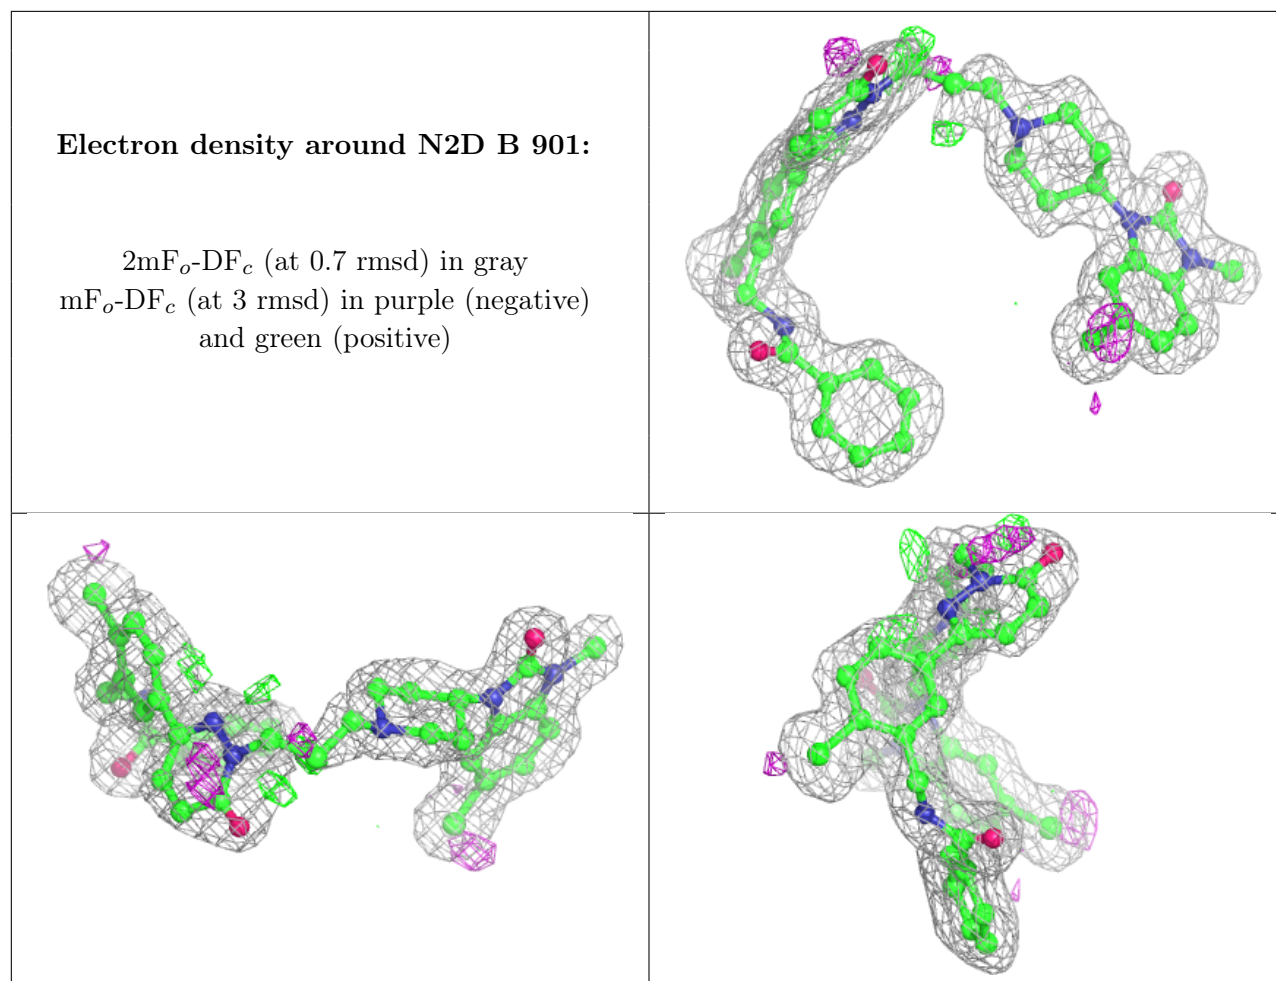 Electron density around N2D B 901:
2mFₒ-DF𝒸 (at 0.7 rmsd) in gray
mFₒ-DF𝒸 (at 3 rmsd) in purple (negative)
and green (positive)